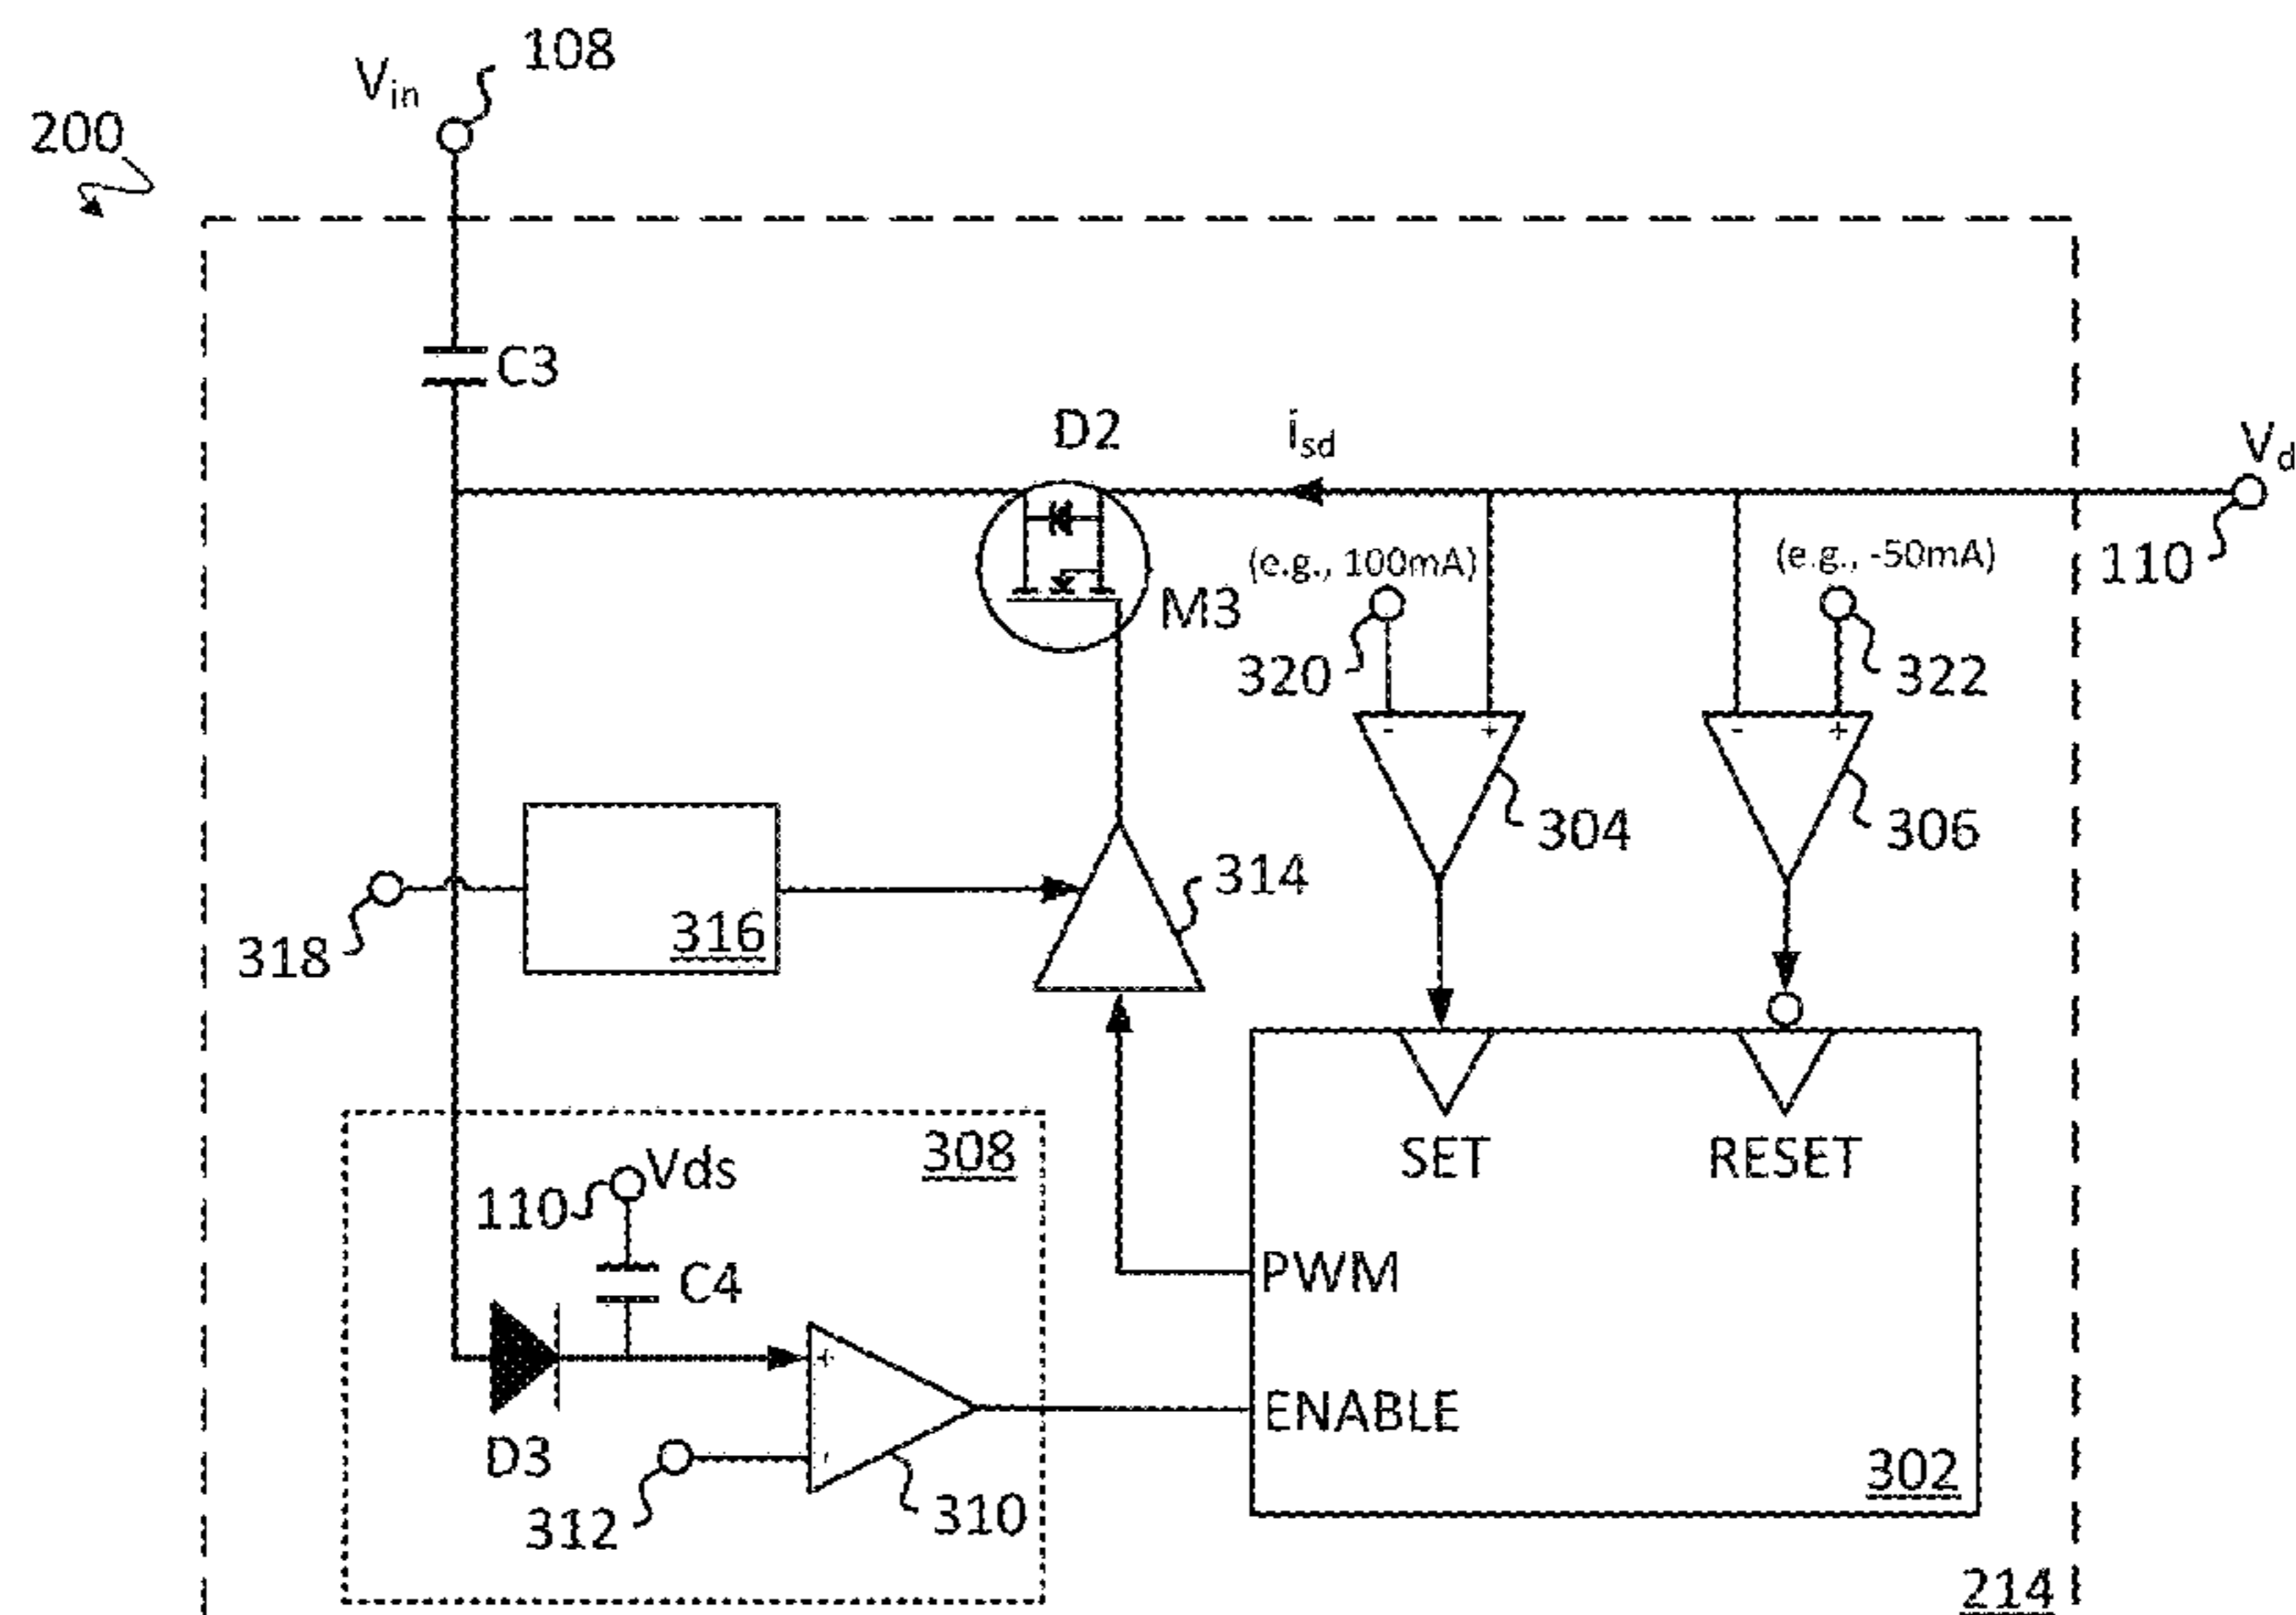 108
Vin
200
C3
D2
isd
Vd
(e.g., 100mA)
(e.g., -50mA)
110
M3
320
322
- +
- +
304
306
314
316
318
308
Vds
110
SET
RESET
C4
PWM
+
ENABLE
D3
312
310
302
214